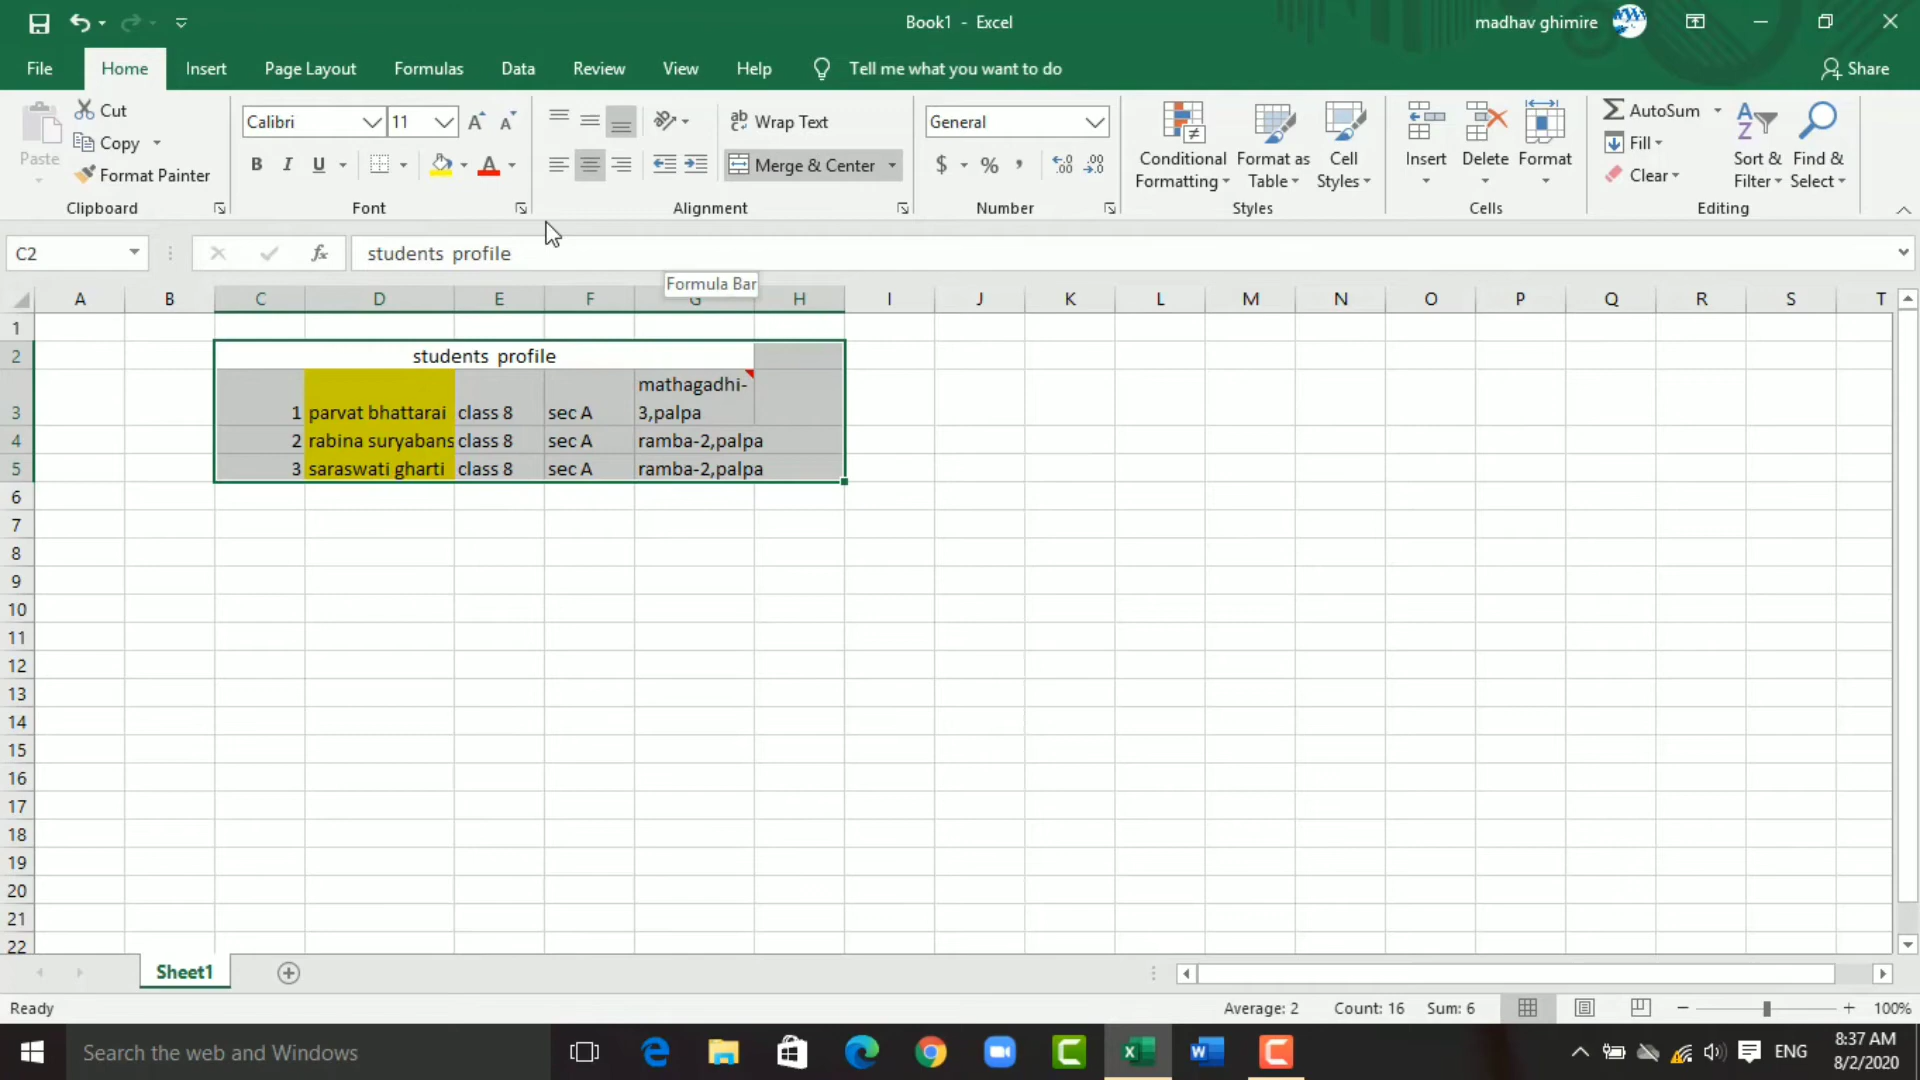 Book1 - Excel
madhav ghimire
File Home Insert Page Layout Formulas Data Review View Help Tell me what you want to do Share
Paste
Cut
Copy
Format Painter
Clipboard
Calibri 11
B I U
Font
Wrap Text
Merge & Center
Alignment
General
$ % ,
Number
Conditional Formatting
Format as Table
Cell Styles
Styles
Insert Delete Format
Cells
AutoSum
Fill
Clear
Sort & Filter
Find & Select
Editing
C2 fx students profile
Formula Bar
A B C D E F G H I J K L M N O P Q R S T
1
2 students profile
3 1 parvat bhattarai class 8 sec A mathagadhi-3,palpa
4 2 rabina suryabans class 8 sec A ramba-2,palpa
5 3 saraswati gharti class 8 sec A ramba-2,palpa
6
7
8
9
10
11
12
13
14
15
16
17
18
19
20
21
22
Sheet1
Ready Average: 2 Count: 16 Sum: 6 100%
Search the web and Windows
ENG
8:37 AM
8/2/2020